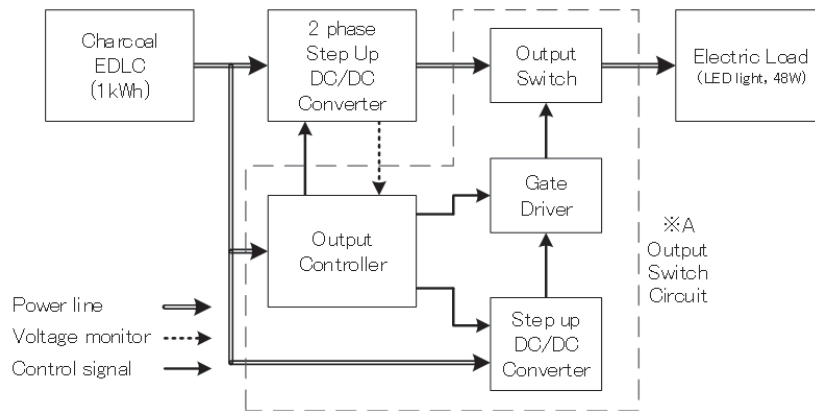 Charcoal
EDLC
(1kWh)
2 phase
Step Up
DC/DC
Converter
Output
Switch
Electric Load
(LED light, 48W)
Output
Controller
Gate
Driver
※A
Output
Switch
Circuit
Step up
DC/DC
Converter
Power line
Voltage monitor
Control signal